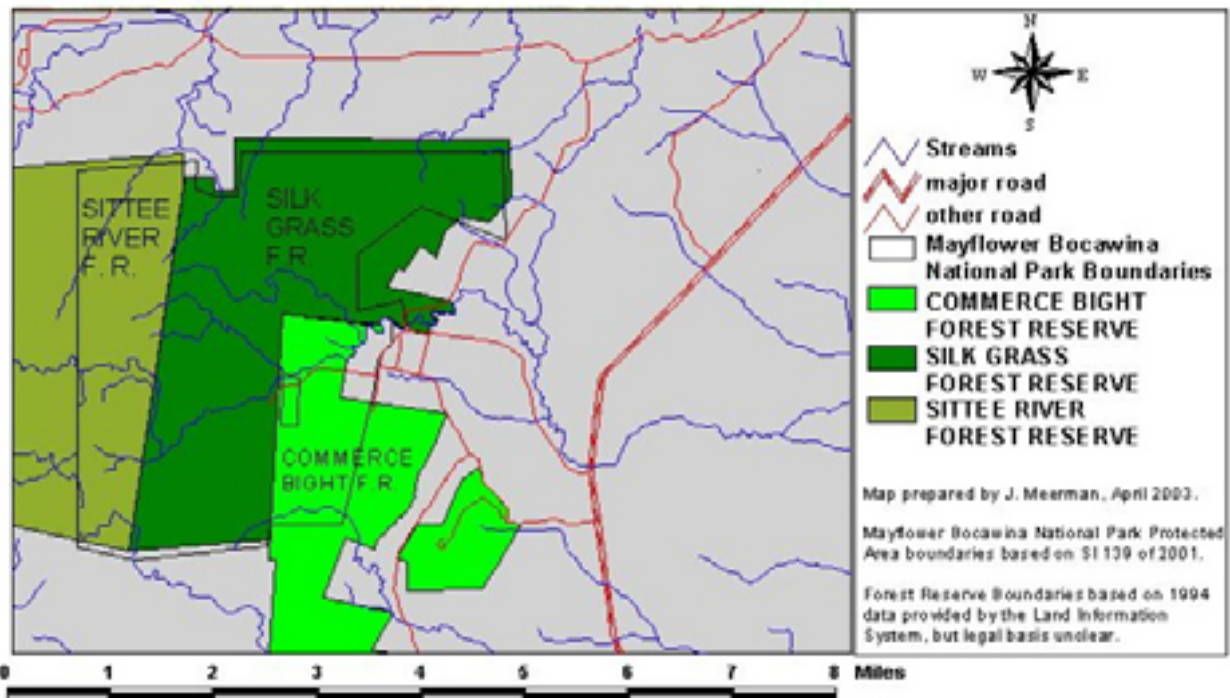 SITTEE
RIVER
F.R.
SILK
GRASS
F.R.
COMMERCE
BIGHT F.R.
N
W E
S
Streams
major road
other road
Mayflower Bocawina
National Park Boundaries
COMMERCE BIGHT
FOREST RESERVE
SILK GRASS
FOREST RESERVE
SITTEE RIVER
FOREST RESERVE
Map prepared by J. Meerman, April 2003.
Mayflower Bocawina National Park Protected
Area boundaries based on SI 139 of 2001.
Forest Reserve Boundaries based on 1994
data provided by the Land Information
System, but legal basis unclear.
0 1 2 3 4 5 6 7 8 Miles